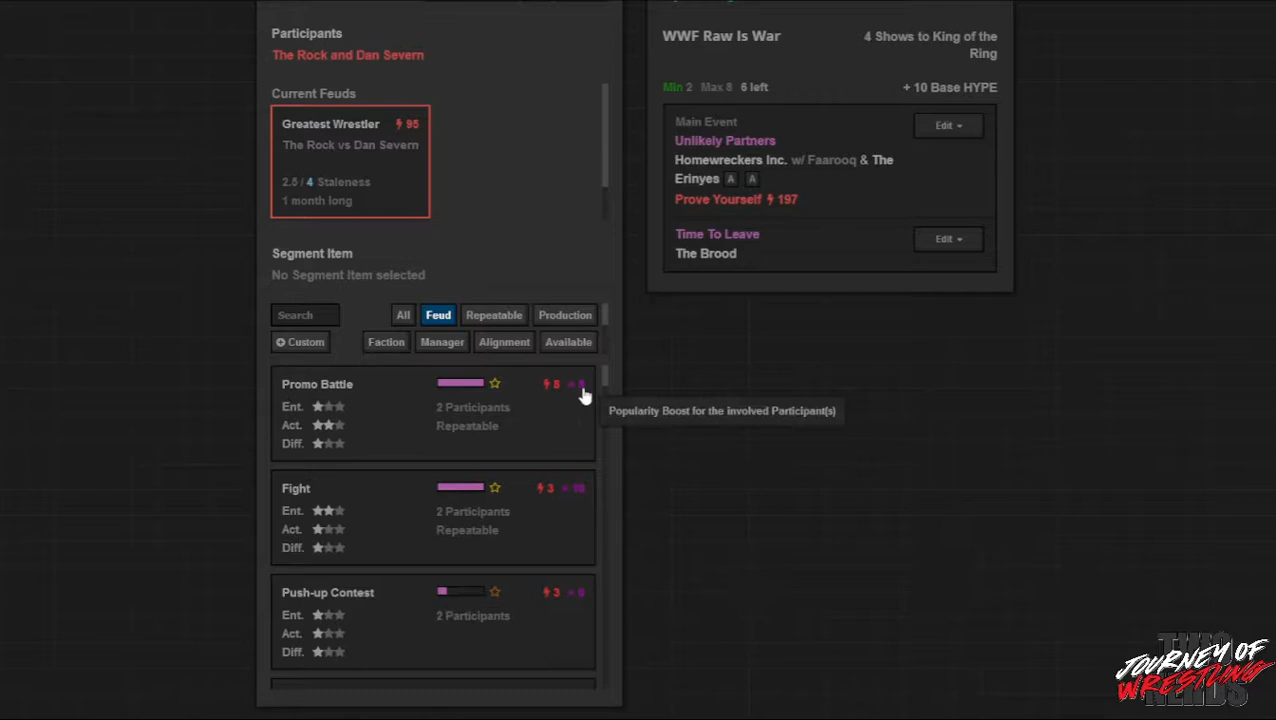 Participants
The Rock and Dan Severn
Current Feuds
Greatest Wrestler 95
The Rock vs Dan Severn
2.5 / 4 Staleness
1 month long
Segment Item
No Segment Item selected
Search All Feud Repeatable Production
Custom Faction Manager Alignment Available
Promo Battle 5
Ent. 2 Participants
Act. Repeatable
Diff.
Popularity Boost for the involved Participant(s)
Fight 3 10
Ent. 2 Participants
Act. Repeatable
Diff.
Push-up Contest 3
Ent. 2 Participants
Act.
Diff.
WWF Raw Is War 4 Shows to King of the
Ring
Min 2 Max 8 6 left + 10 Base HYPE
Main Event Edit
Unlikely Partners
Homewreckers Inc. w/ Faarooq & The
Erinyes A A
Prove Yourself 197
Time To Leave Edit
The Brood
TWO
JOURNEY OF
WRESTLING
NERDS